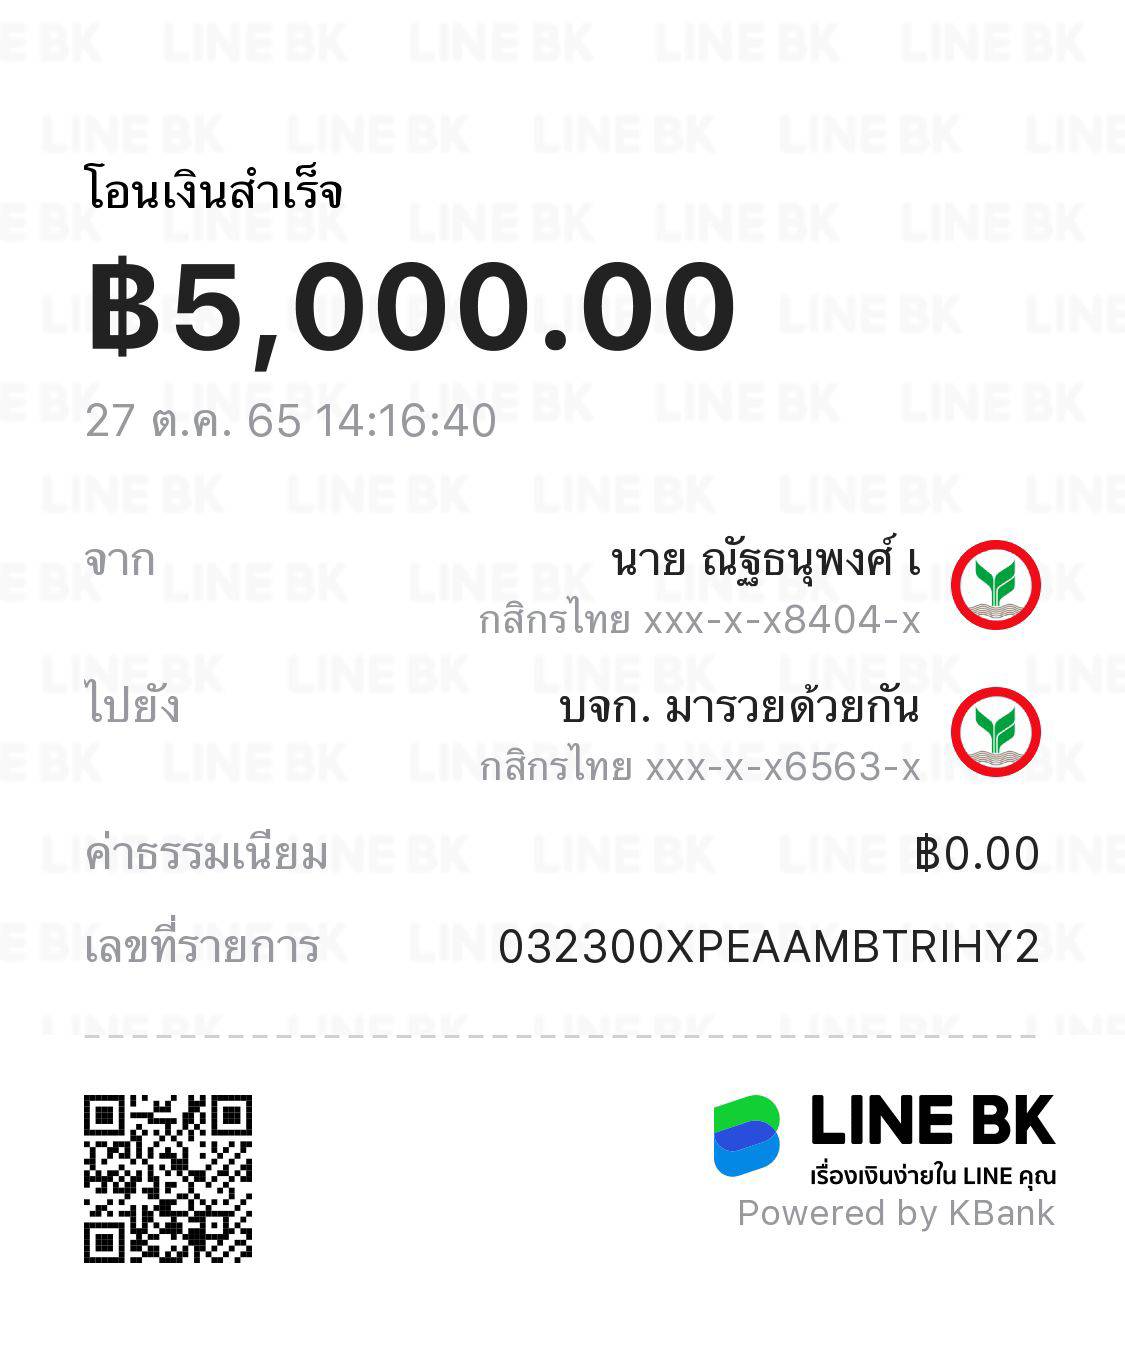 โอนเงินสำเร็จ
฿5,000.00
27 ต.ค. 65 14:16:40
จาก
นาย ณัฐธนุพงศ์ เ
กสิกรไทย xxx-x-x8404-x
ไปยัง
บจก. มารวยด้วยกัน
กสิกรไทย xxx-x-x6563-x
ค่าธรรมเนียม ฿0.00
เลขที่รายการ 032300XPEAAMBTRIHY2
LINE BK
เรื่องเงินง่ายใน LINE คุณ
Powered by KBank